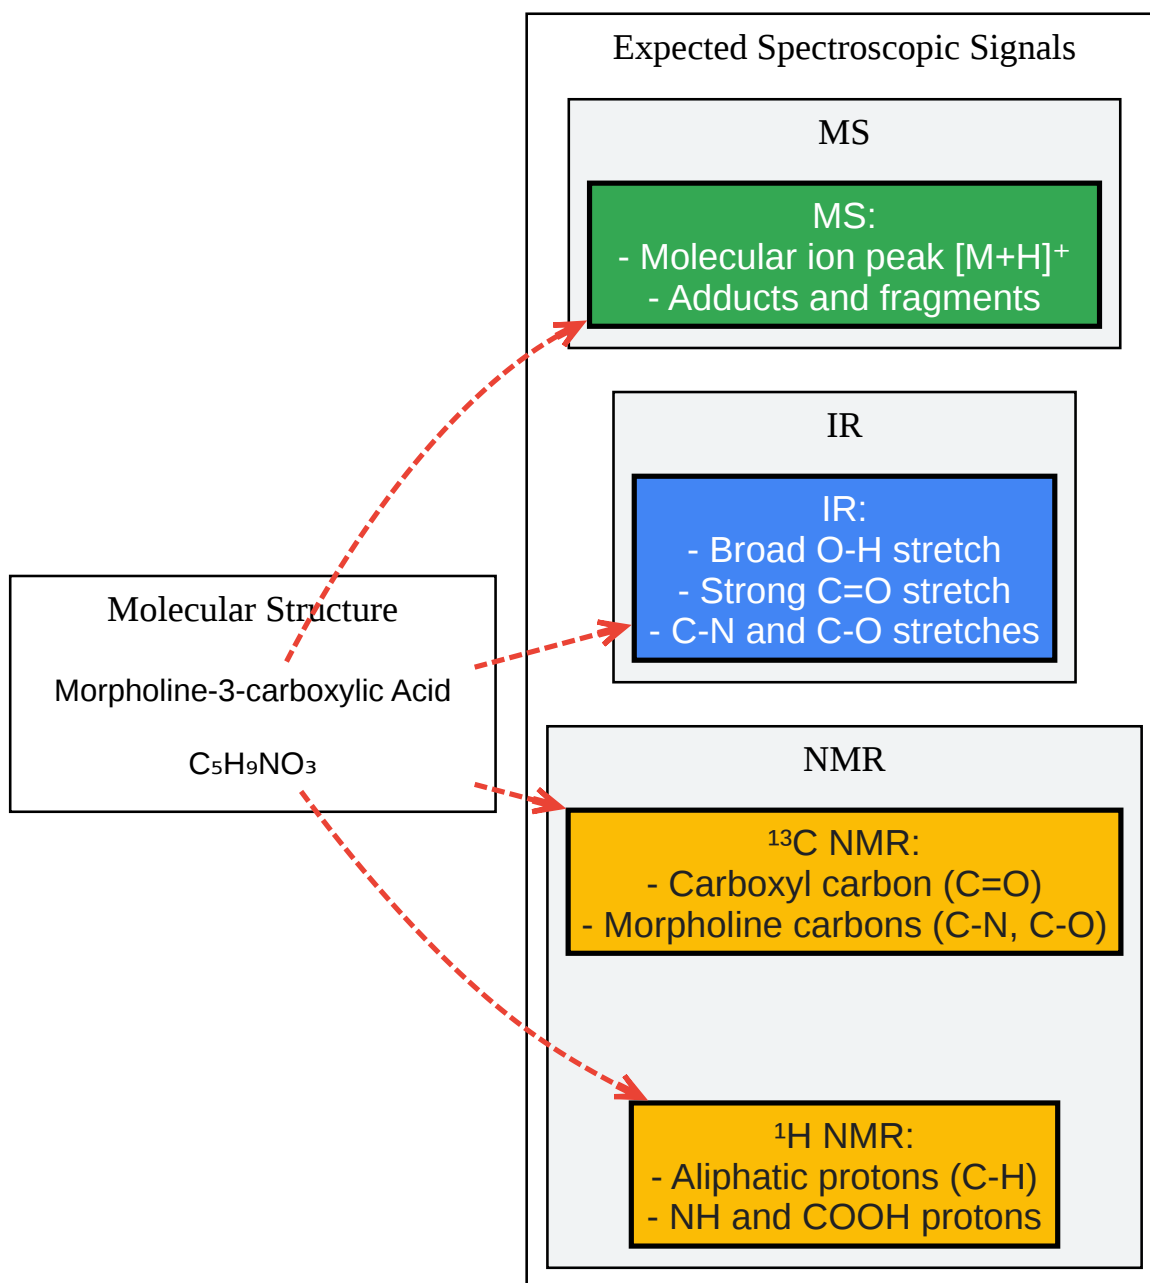 Expected Spectroscopic Signals
MS
MS:
- Molecular ion peak [M+H]⁺
- Adducts and fragments
IR
IR:
- Broad O-H stretch
- Strong C=O stretch
- C-N and C-O stretches
Molecular Structure
Morpholine-3-carboxylic Acid
C₅H₉NO₃
NMR
¹³C NMR:
- Carboxyl carbon (C=O)
- Morpholine carbons (C-N, C-O)
¹H NMR:
- Aliphatic protons (C-H)
- NH and COOH protons